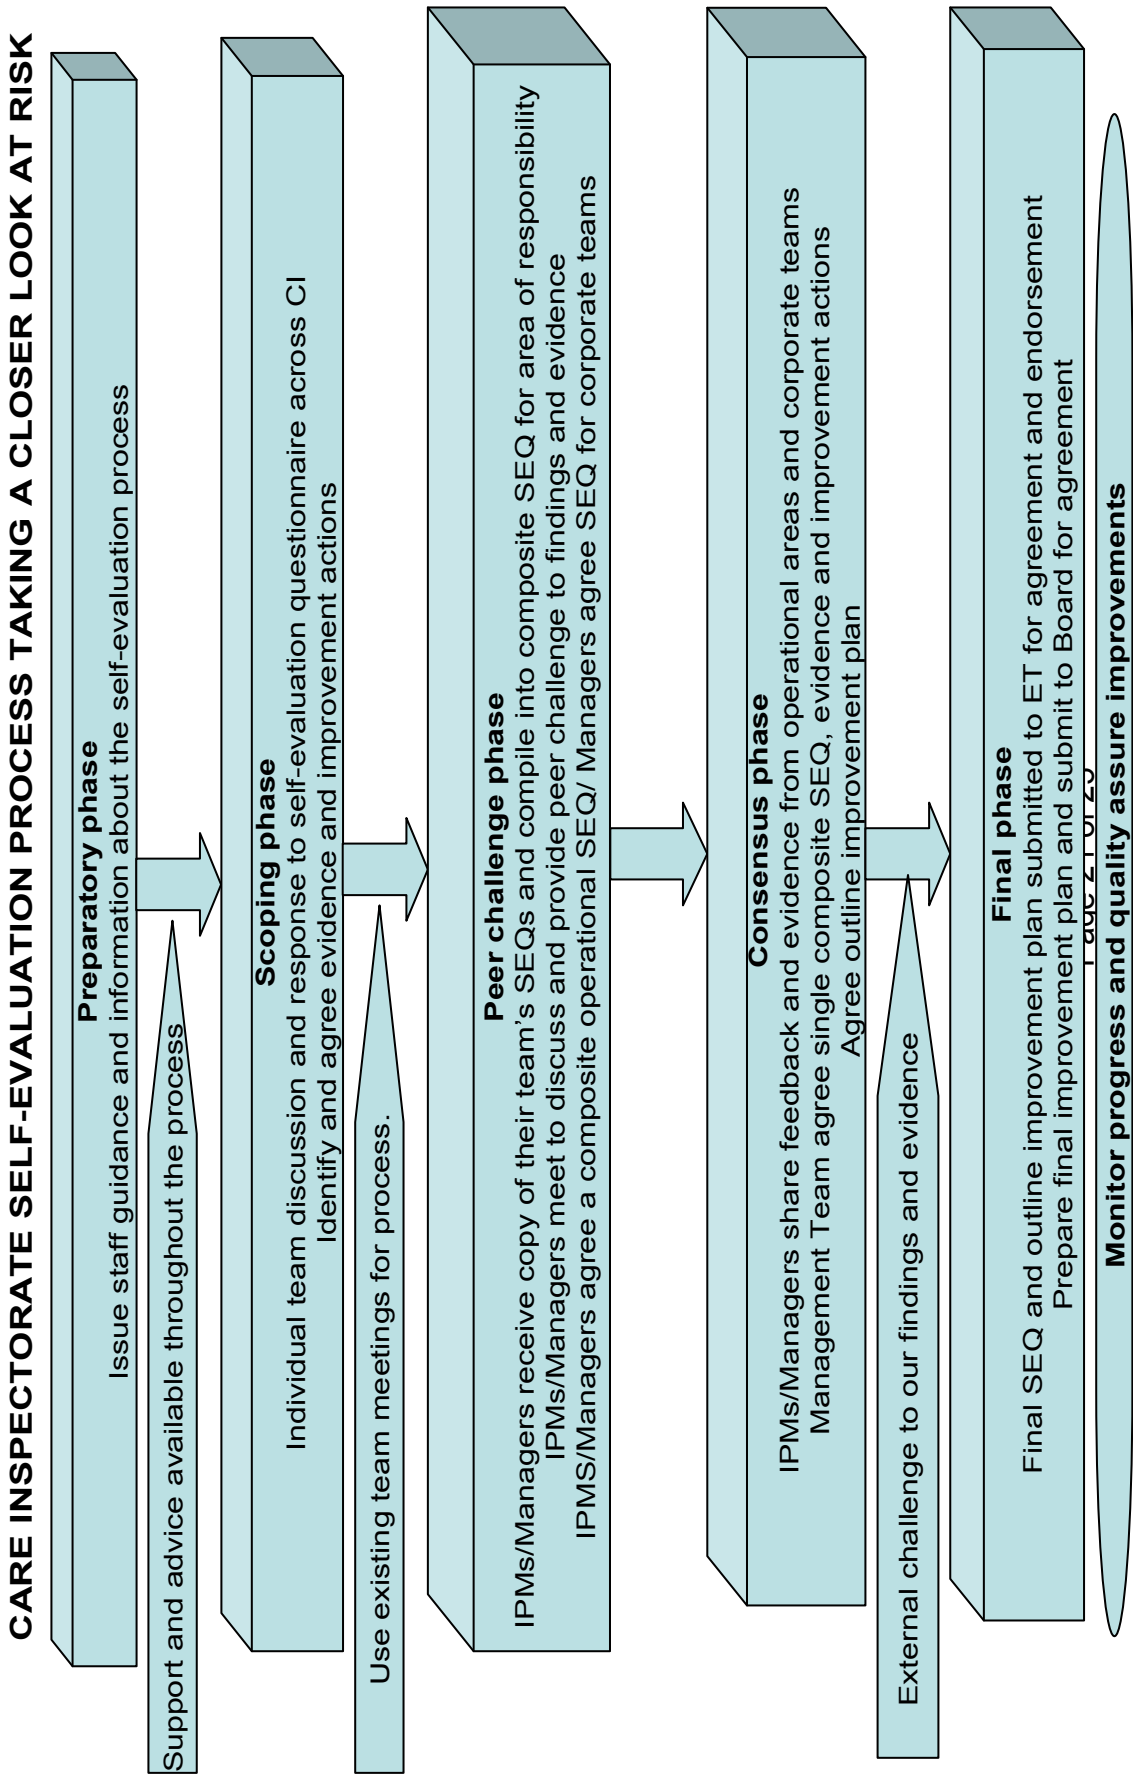 CARE INSPECTORATE SELF-EVALUATION PROCESS TAKING A CLOSER LOOK AT RISK
Preparatory phase
Issue staff guidance and information about the self-evaluation process
Support and advice available throughout the process
Scoping phase
Individual team discussion and response to self-evaluation questionnaire across CI
Identify and agree evidence and improvement actions
Use existing team meetings for process.
Peer challenge phase
IPMs/Managers receive copy of their team's SEQs and compile into composite SEQ for area of responsibility
IPMs/Managers meet to discuss and provide peer challenge to findings and evidence
IPMS/Managers agree a composite operational SEQ/ Managers agree SEQ for corporate teams
Consensus phase
IPMs/Managers share feedback and evidence from operational areas and corporate teams
Management Team agree single composite SEQ, evidence and improvement actions
Agree outline improvement plan
External challenge to our findings and evidence
Final phase
Final SEQ and outline improvement plan submitted to ET for agreement and endorsement
Prepare final improvement plan and submit to Board for agreement
Monitor progress and quality assure improvements